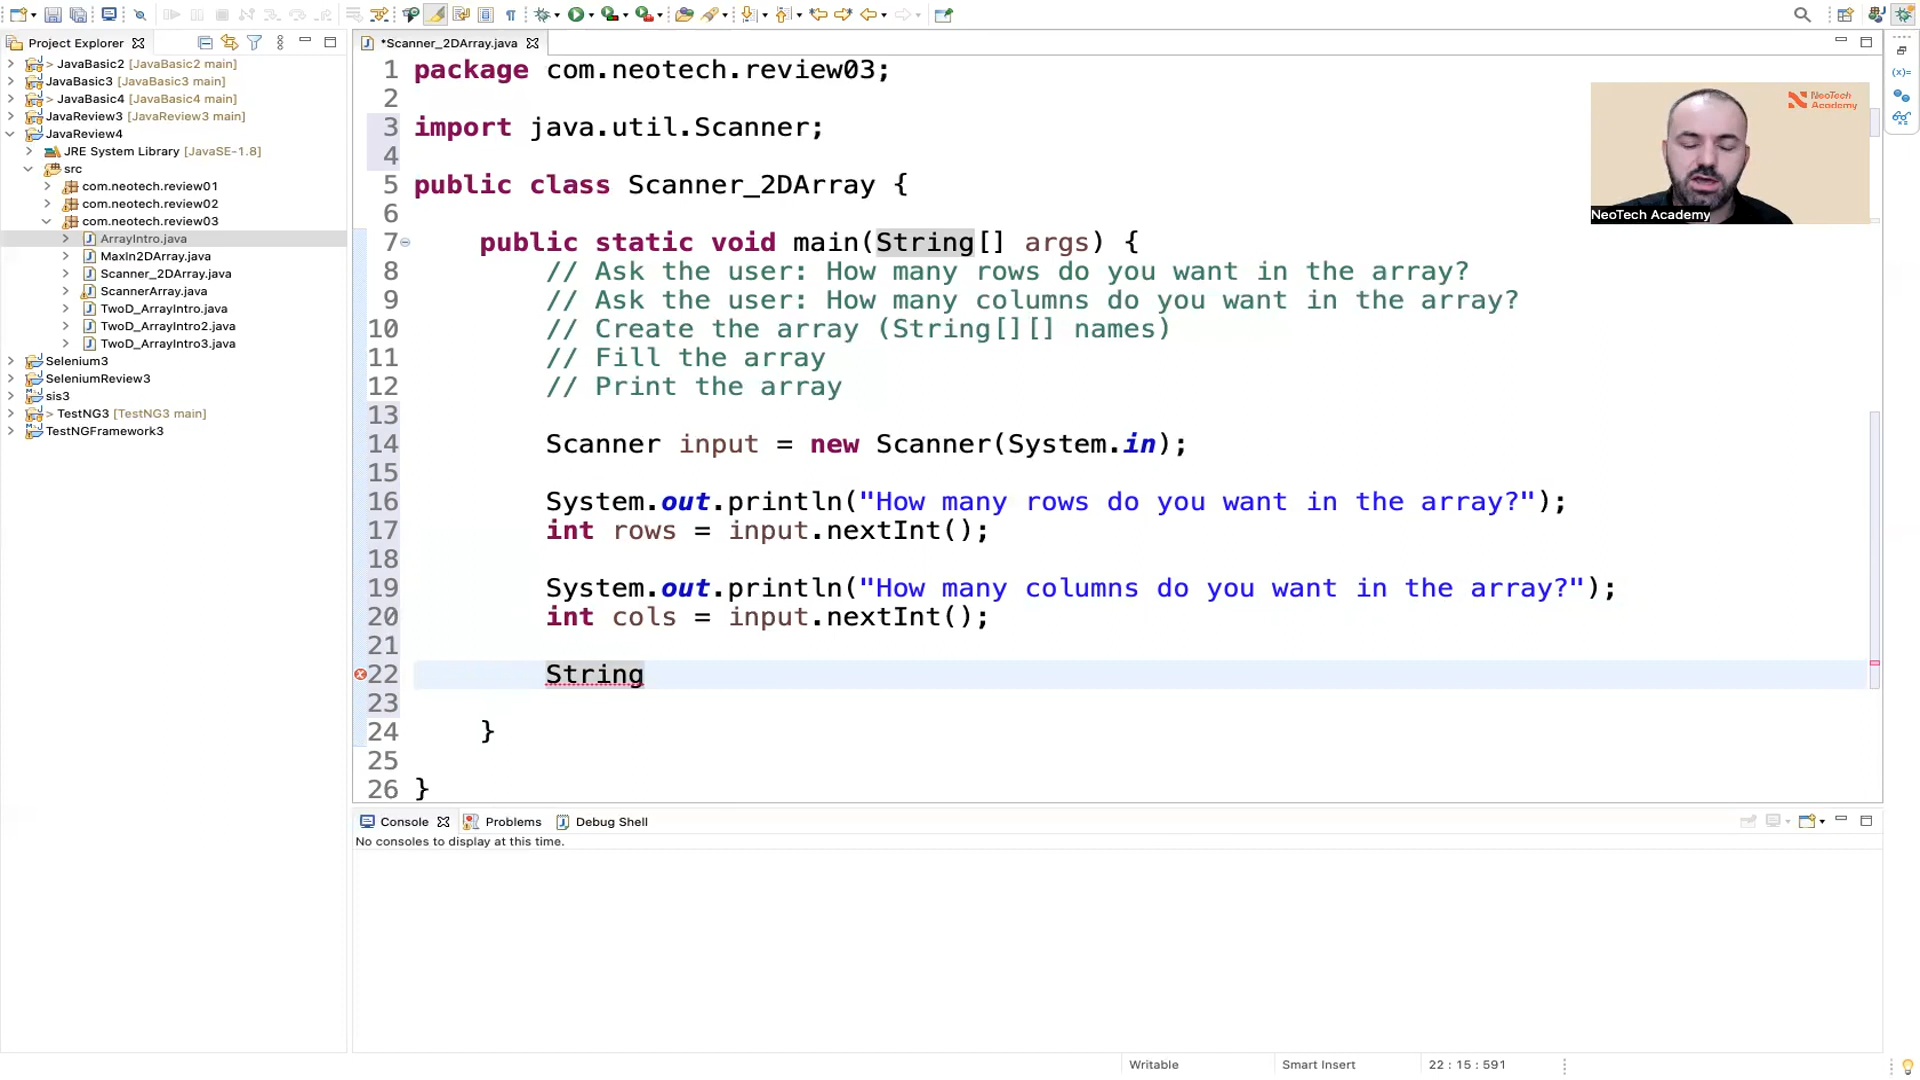 Project Explorer
> JavaBasic2 [JavaBasic2 main]
JavaBasic3 [JavaBasic3 main]
> JavaBasic4 [JavaBasic4 main]
JavaReview3 [JavaReview3 main]
JavaReview4
JRE System Library [JavaSE-1.8]
src
com.neotech.review01
com.neotech.review02
com.neotech.review03
ArrayIntro.java
MaxIn2DArray.java
Scanner_2DArray.java
ScannerArray.java
TwoD_ArrayIntro.java
TwoD_ArrayIntro2.java
TwoD_ArrayIntro3.java
Selenium3
SeleniumReview3
sis3
> TestNG3 [TestNG3 main]
TestNGFramework3
*Scanner_2DArray.java
1 package com.neotech.review03;
2
3 import java.util.Scanner;
4
5 public class Scanner_2DArray {
6
7 public static void main(String[] args) {
8 // Ask the user: How many rows do you want in the array?
9 // Ask the user: How many columns do you want in the array?
10 // Create the array (String[][] names)
11 // Fill the array
12 // Print the array
13
14 Scanner input = new Scanner(System.in);
15
16 System.out.println("How many rows do you want in the array?");
17 int rows = input.nextInt();
18
19 System.out.println("How many columns do you want in the array?");
20 int cols = input.nextInt();
21
22 String
23
24 }
25
26 }
NeoTech
Academy
NeoTech Academy
Console Problems Debug Shell
No consoles to display at this time.
Writable Smart Insert 22 : 15 : 591